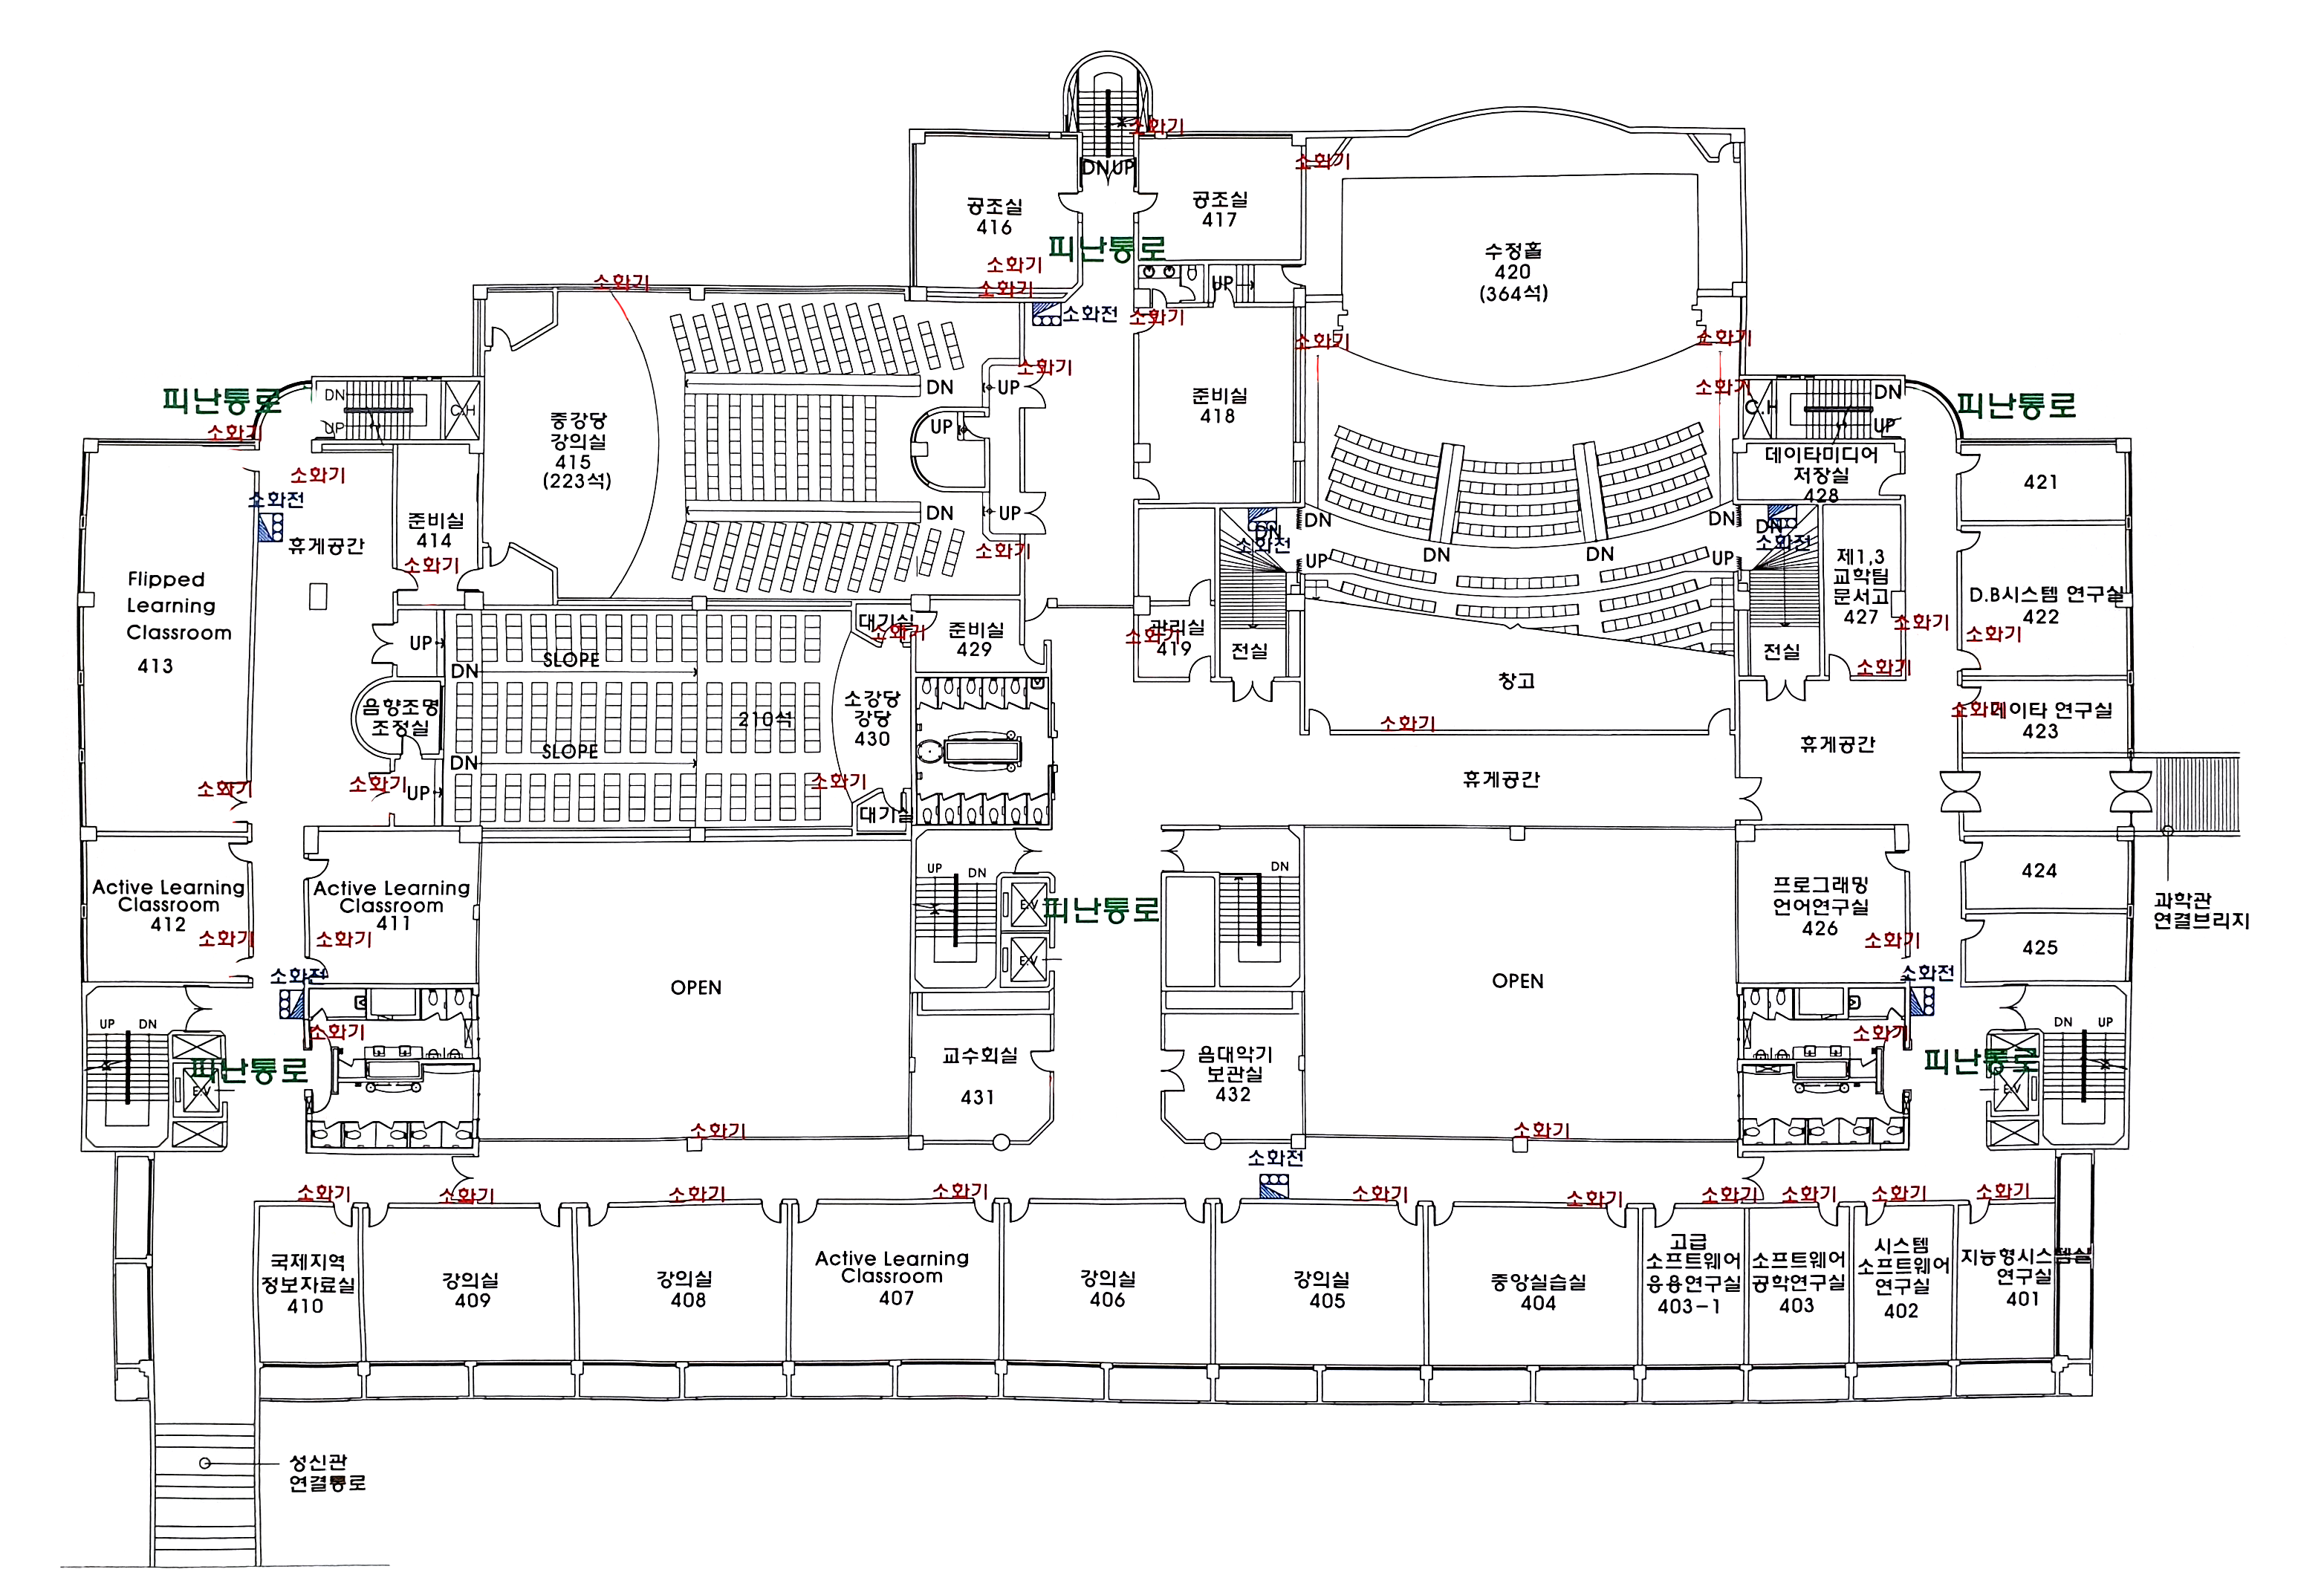 소화기
DN UP
소화기
공조실
416
공조실
417
피난통로
수정홀
420
(364석)
소화기
소화기
소화기
UP
소화전
소화기
소화기
소화기
소화기
소화기
준비실
418
피난통로
DN
UP
C.H
소화기
중강당
강의실
415
(223석)
DN
UP
UP
DN
UP
소화기
C.H
DN
UP
피난통로
소화기
소화전
휴게공간
준비실
414
소화기
데이타미디어
저장실
428
421
DN
DN
소화전
UP
DN
DN
DN
UP
DN
소화전
Flipped
Learning
Classroom
413
제1,3
교학팀
문서고
427
D.B시스템 연구실
422
소화기
소화기
소화기
UP
SLOPE
DN
대기실
소화기
준비실
429
소화기
관리실
419
전실
전실
창고
음향조명
조정실
210석
소강당
강당
430
소화기
데이타 연구실
423
소화기
휴게공간
SLOPE
DN
소화기
소화기
UP
소화기
대기실
휴게공간
Active Learning
Classroom
412
소화기
Active Learning
Classroom
411
소화기
UP
DN
E.V
E.V
피난통로
DN
프로그래밍
언어연구실
426
소화기
424
425
과학관
연결브리지
OPEN
OPEN
소화전
소화전
UP
DN
소화기
피난통로
E.V
교수회실
431
음대악기
보관실
432
소화기
피난통로
E.V
DN
UP
소화기
소화기
소화전
소화기
소화기
소화기
소화기
소화기
소화기
소화기
소화기
소화기
소화기
국제지역
정보자료실
410
강의실
409
강의실
408
Active Learning
Classroom
407
강의실
406
강의실
405
중앙실습실
404
고급
소프트웨어
응용연구실
403-1
소프트웨어
공학연구실
403
시스템
소프트웨어
연구실
402
지능형시스템실
연구실
401
성신관
연결통로